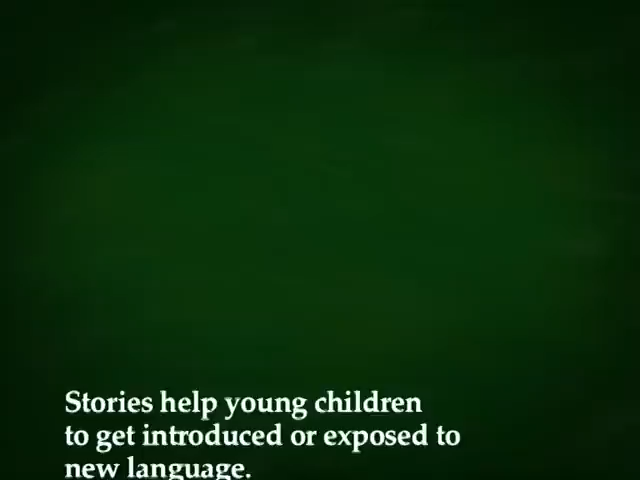 Stories help young children
to get introduced or exposed to
new language.